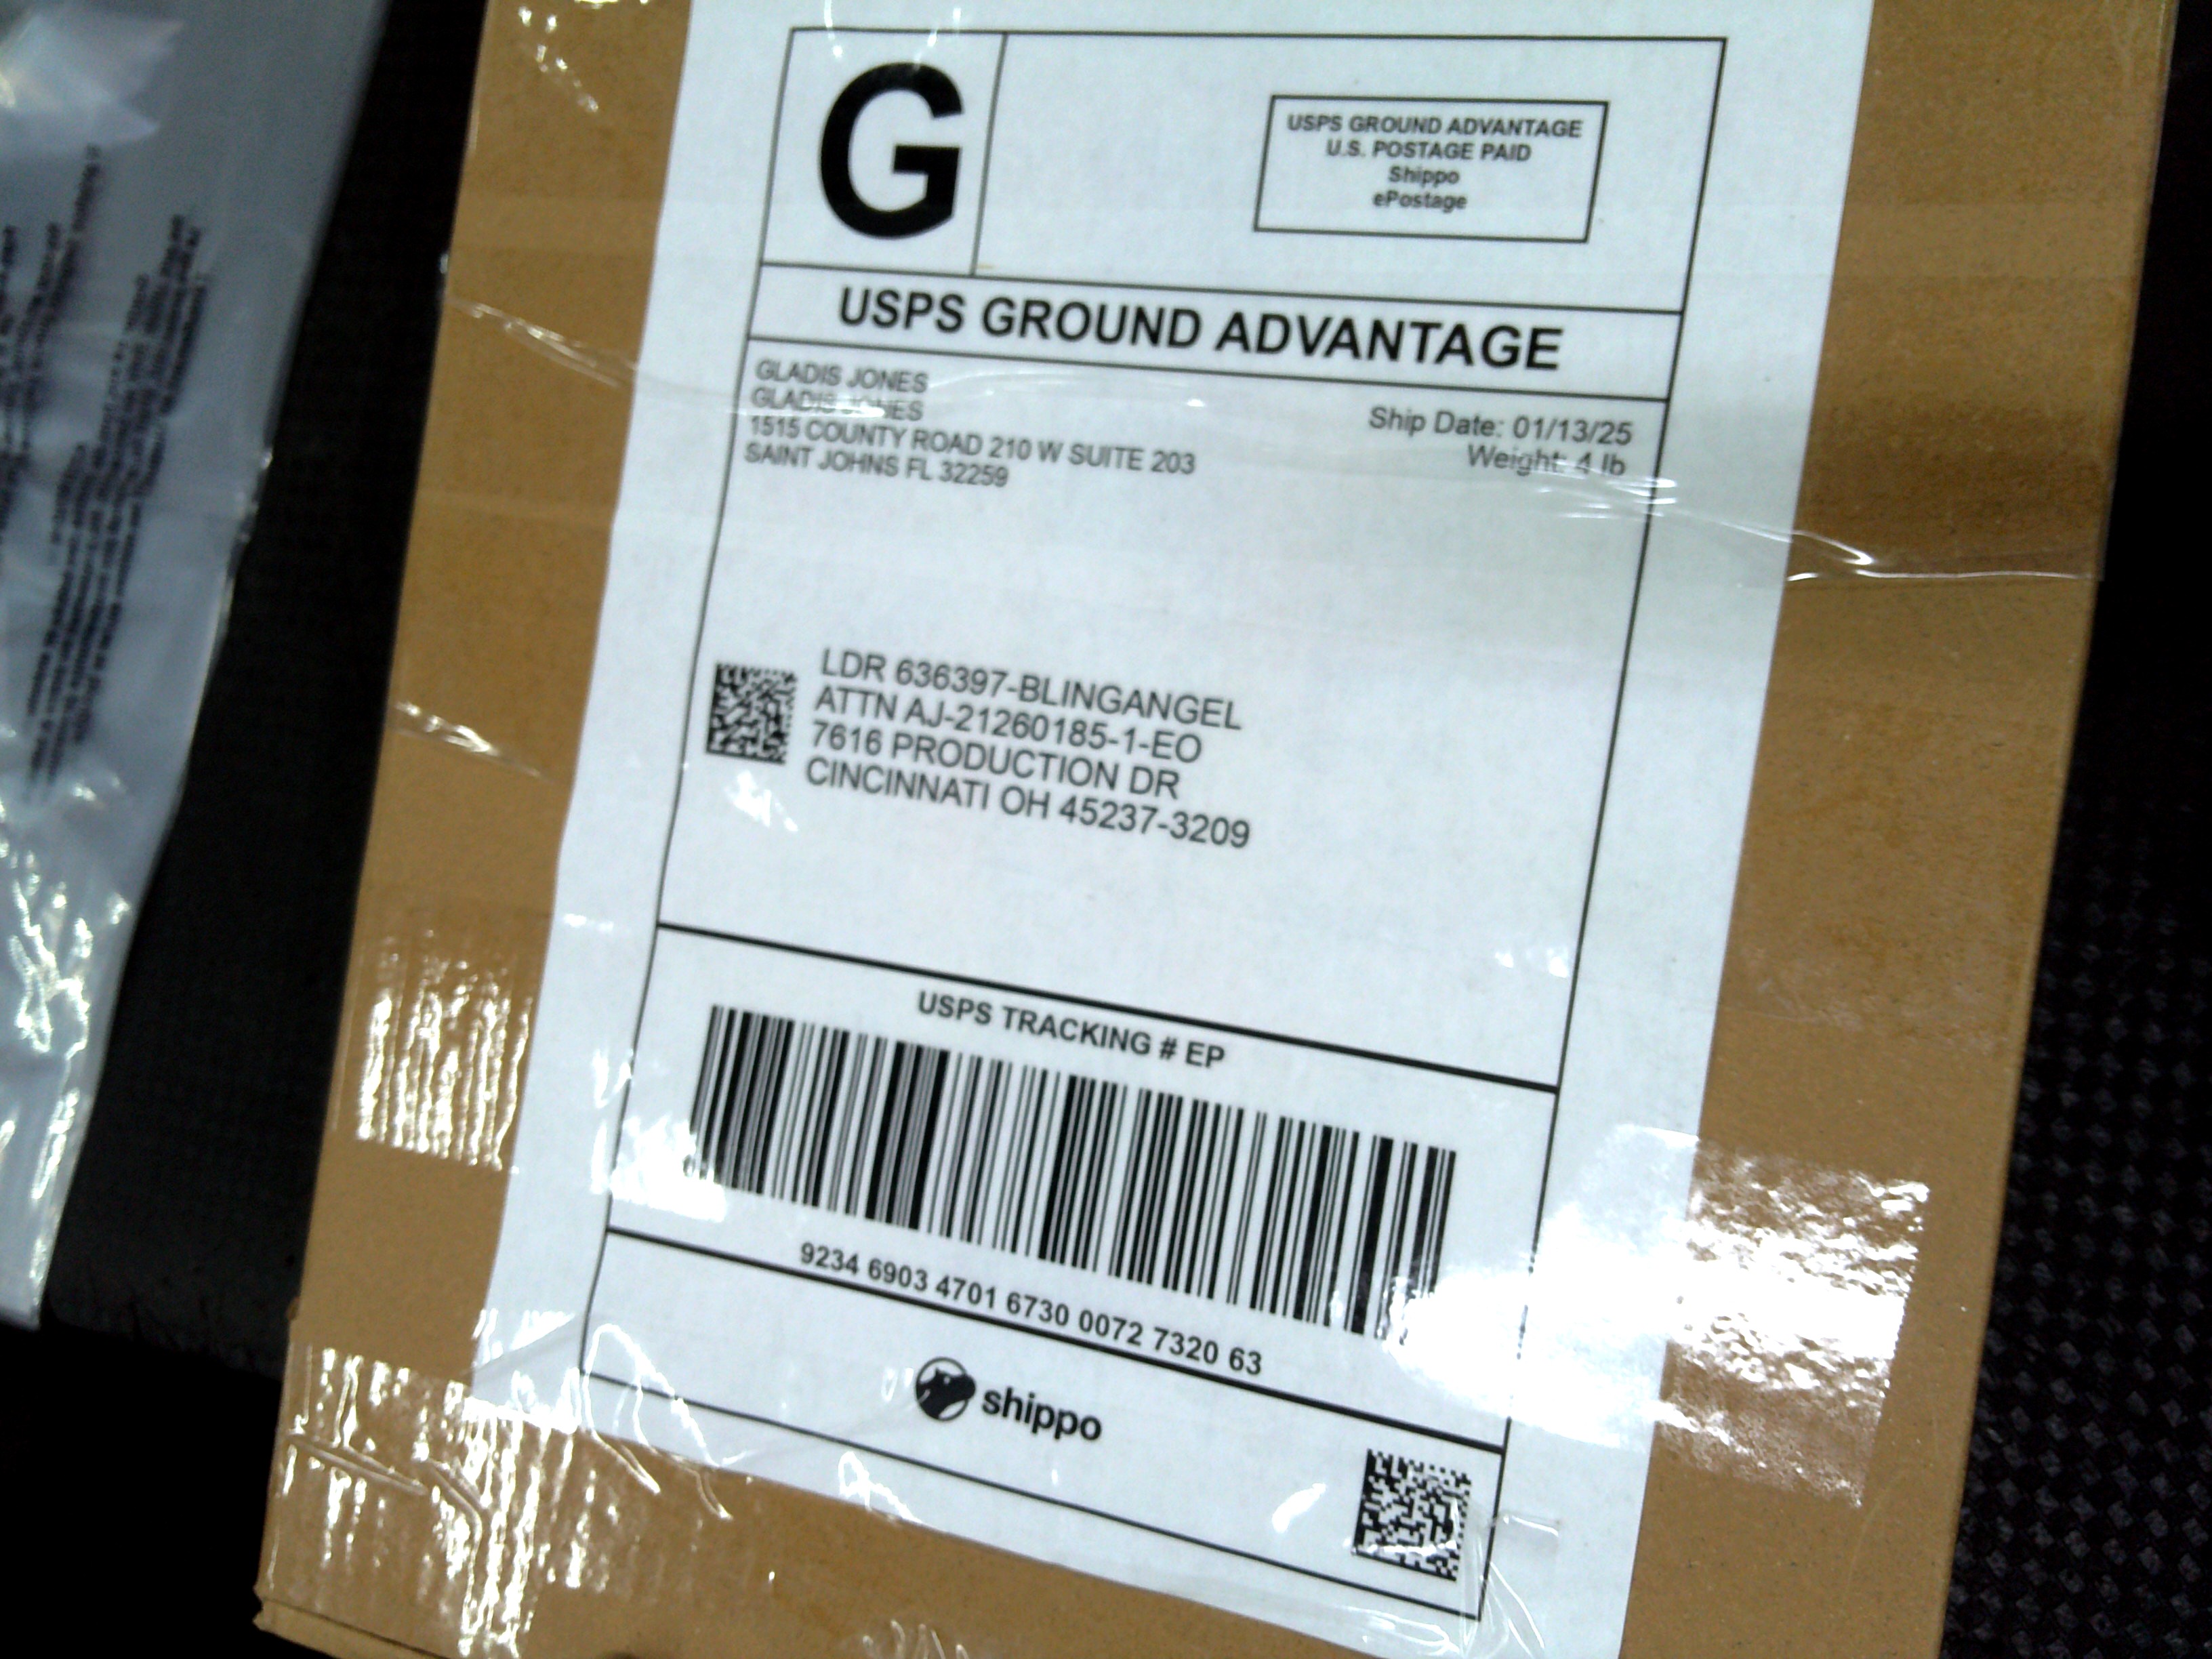 G
USPS GROUND ADVANTAGE
U.S. POSTAGE PAID
Shippo
ePostage
USPS GROUND ADVANTAGE
GLADIS JONES
GLADIS JONES
1515 COUNTY ROAD 210 W SUITE 203
SAINT JOHNS FL 32259
Ship Date: 01/13/25
Weight: 4 lb
LDR 636397-BLINGANGEL
ATTN AJ-21260185-1-EO
7616 PRODUCTION DR
CINCINNATI OH 45237-3209
USPS TRACKING # EP
9234 6903 4701 6730 0072 7320 63
shippo